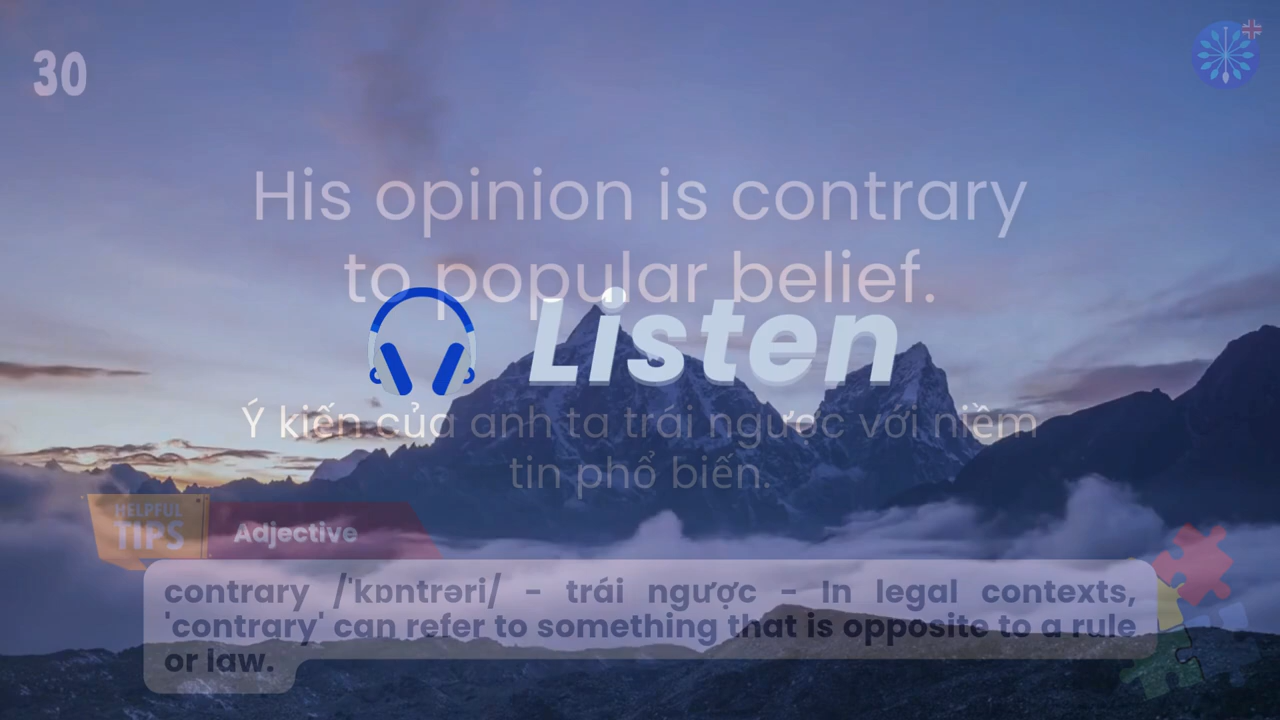 30
His opinion is contrary
to popular belief.
Listen
Ý kiến của anh ta trái ngược với niềm
tin phổ biến.
HELPFUL
TIPS
Adjective
contrary /'kɒntrəri/ - trái ngược - In legal contexts,
'contrary' can refer to something that is opposite to a rule
or law.